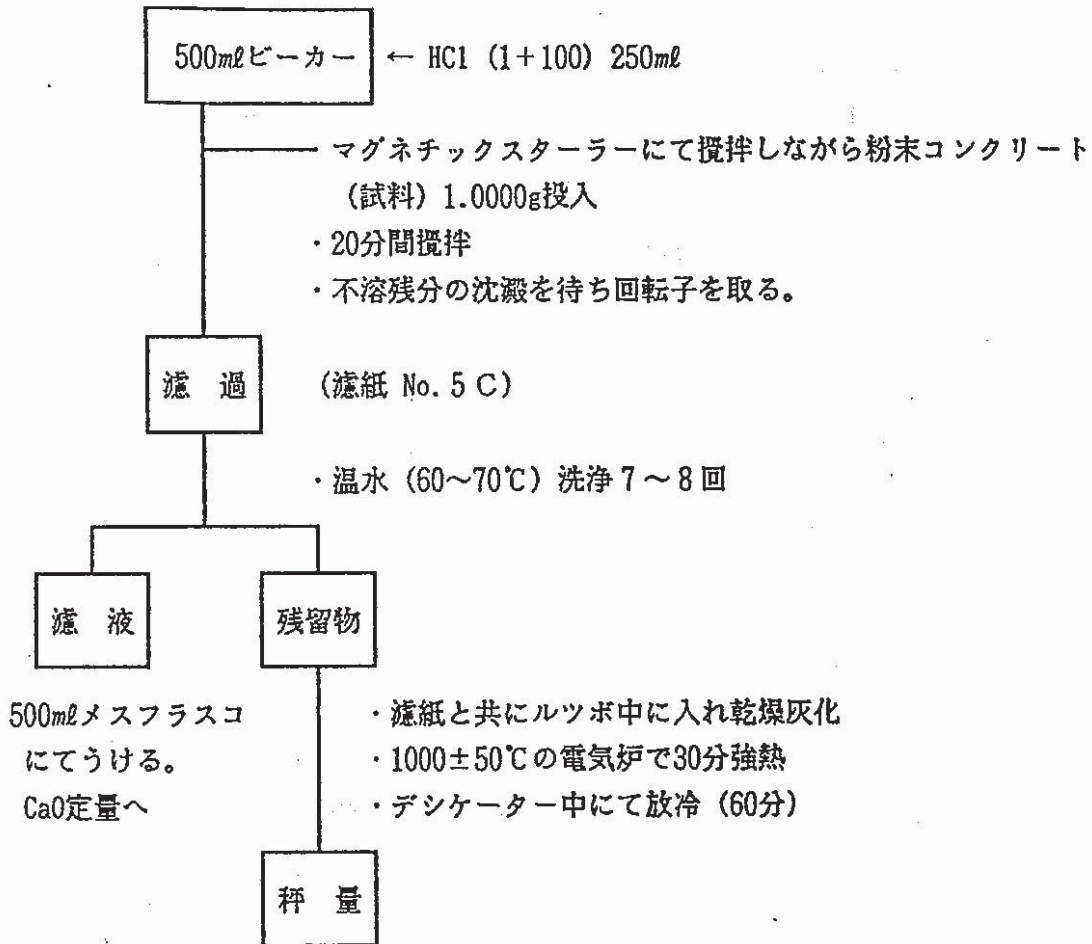 500mlビーカー ← HCl (1+100) 250ml
マグネチックスターラーにて攪拌しながら粉末コンクリート
(試料) 1.0000g投入
・20分間攪拌
・不溶残分の沈澱を待ち回転子を取る。
濾 過 (濾紙 No. 5 C)
・温水 (60～70℃) 洗浄 7～8 回
濾 液
残留物
500mlメスフラスコ
にてうける。
CaO定量へ
・濾紙と共にルツボ中に入れ乾燥灰化
・1000±50℃の電気炉で30分強熱
・デシケーター中にて放冷 (60分)
秤 量